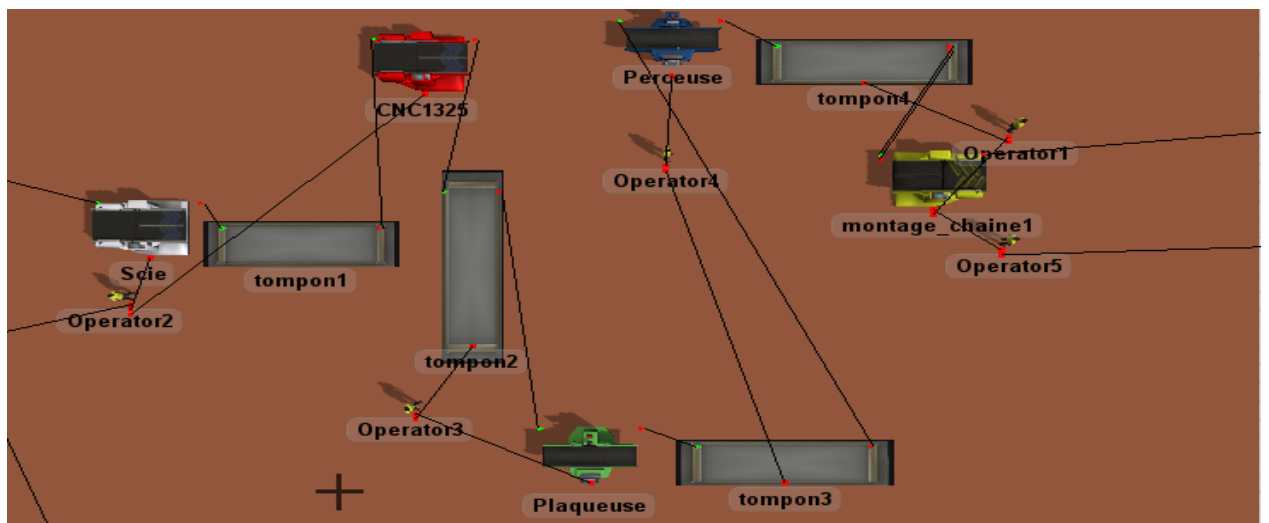 Perceuse
tompon4
CNC1325
Operator1
Operator4
montage_chaine1
Scie
tompon1
Operator5
Operator2
tompon2
Operator3
Plaqueuse
tompon3